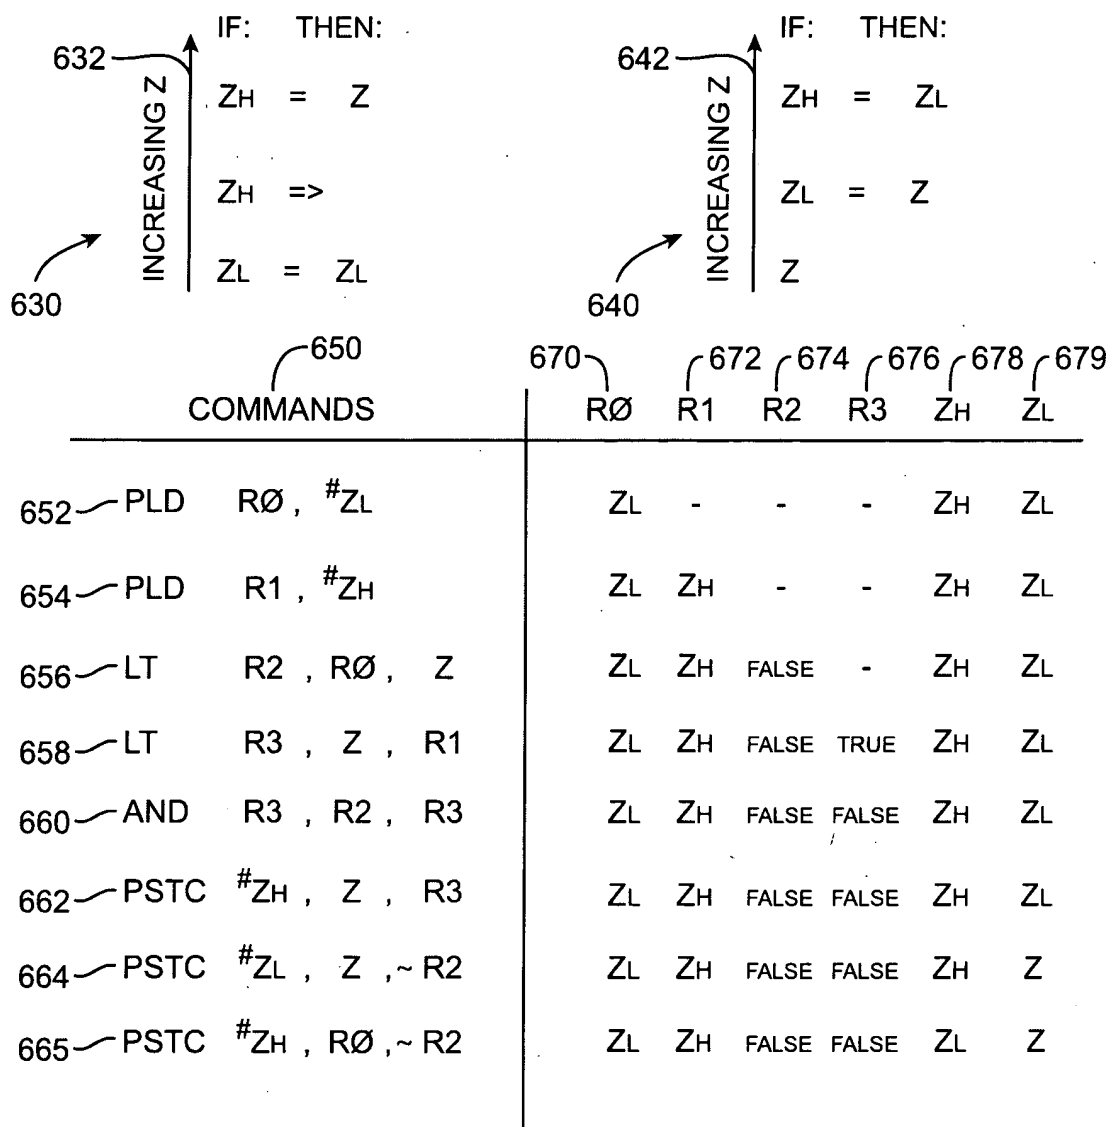 IF: THEN: IF: THEN:
632 642
INCREASING Z ZH = Z INCREASING Z ZH = ZL
ZH => ZL = Z
ZL = ZL Z
630 640
650 670 672 674 676 678 679
COMMANDS RØ R1 R2 R3 ZH ZL
652 PLD RØ , #ZL ZL - - - ZH ZL
654 PLD R1 , #ZH ZL ZH - - ZH ZL
656 LT R2 , RØ , Z ZL ZH FALSE - ZH ZL
658 LT R3 , Z , R1 ZL ZH FALSE TRUE ZH ZL
660 AND R3 , R2 , R3 ZL ZH FALSE FALSE ZH ZL
662 PSTC #ZH , Z , R3 ZL ZH FALSE FALSE ZH ZL
664 PSTC #ZL , Z ,~ R2 ZL ZH FALSE FALSE ZH Z
665 PSTC #ZH , RØ ,~ R2 ZL ZH FALSE FALSE ZL Z